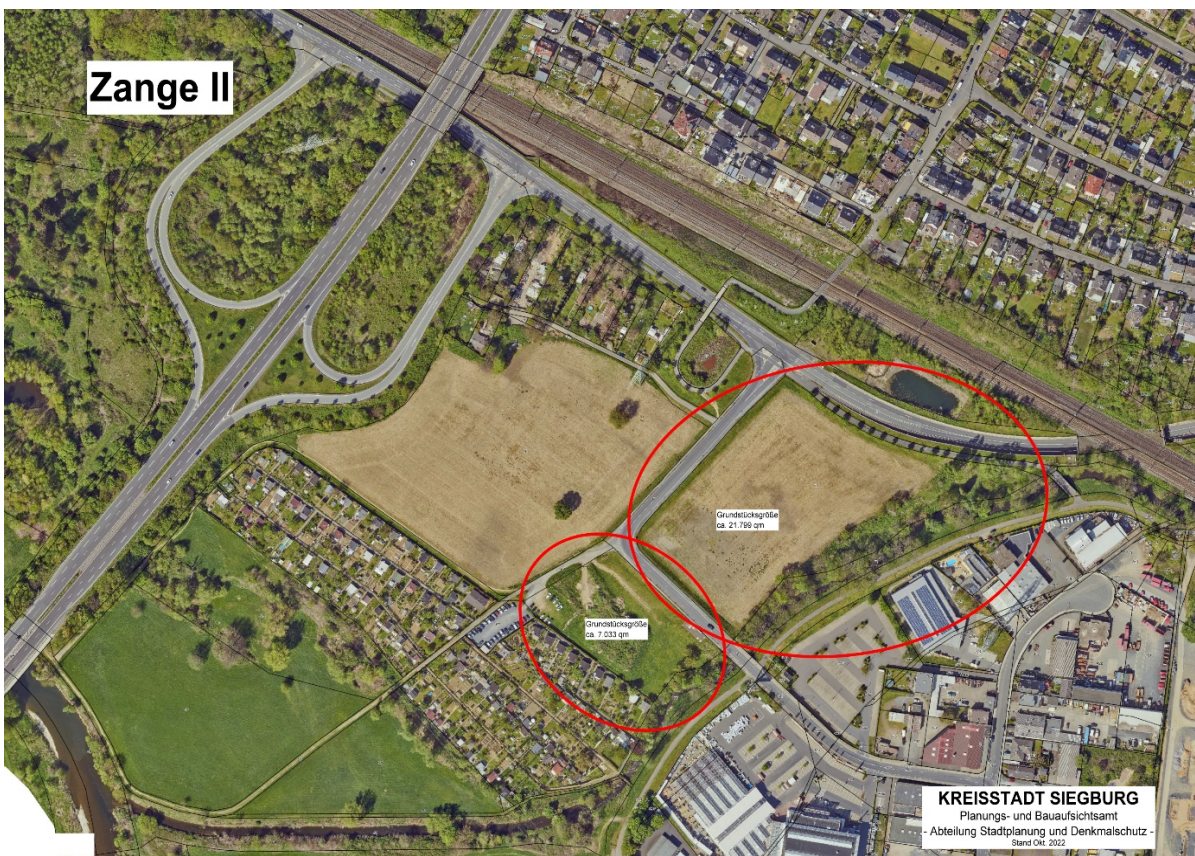 Zange II
Grundstücksgröße
ca. 21.799 qm
Grundstücksgröße
ca. 7.033 qm
KREISSTADT SIEGBURG
Planungs- und Bauaufsichtsamt
- Abteilung Stadtplanung und Denkmalschutz -
Stand Okt. 2022